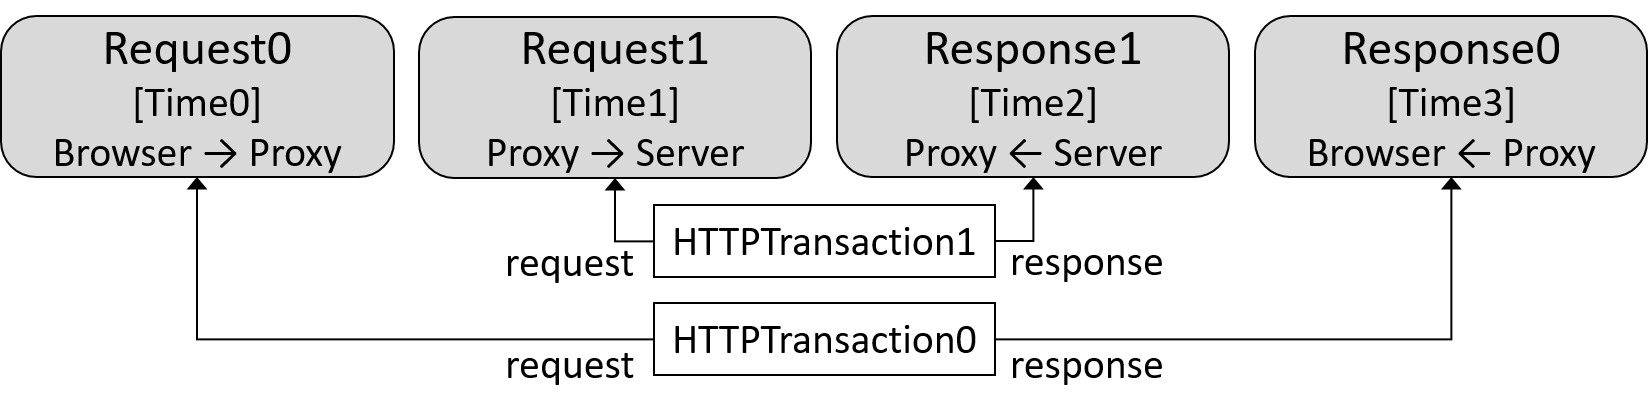 Request0
[Time0]
Browser → Proxy
Request1
[Time1]
Proxy → Server
Response1
[Time2]
Proxy ← Server
Response0
[Time3]
Browser ← Proxy
HTTPTransaction1
request
response
HTTPTransaction0
request
response